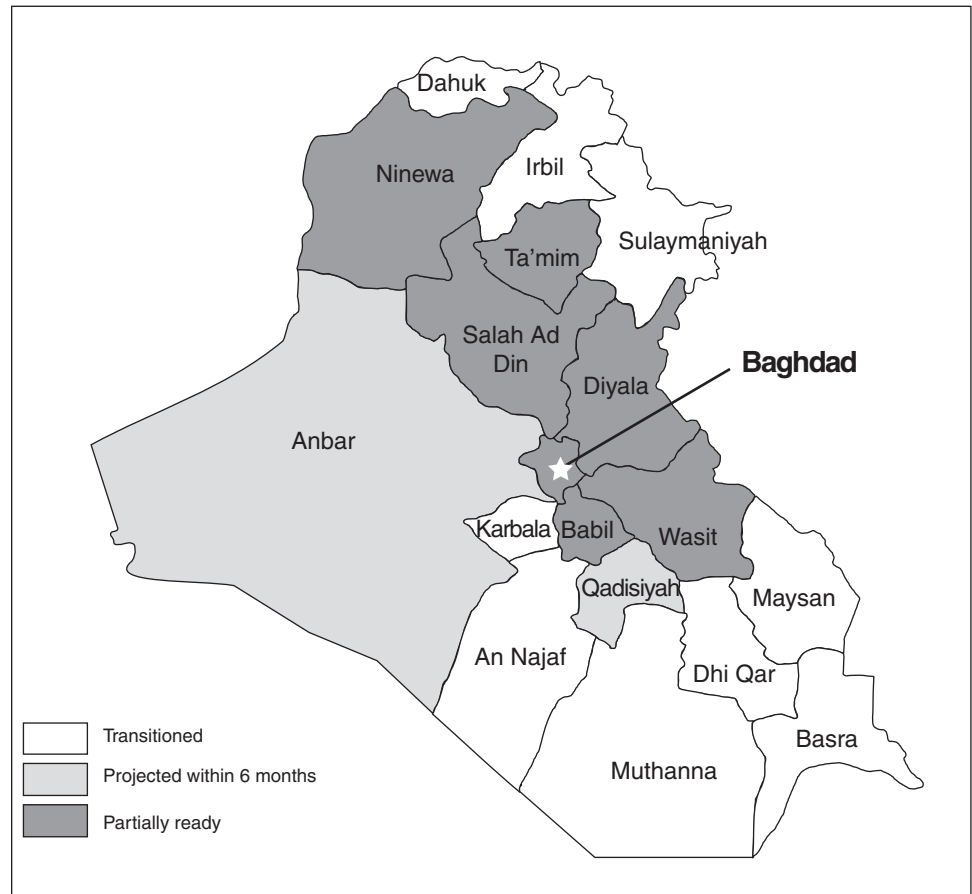 Dahuk
Ninewa
Irbil
Sulaymaniyah
Ta'mim
Salah Ad
Din
Diyala
Baghdad
Anbar
Karbala
Babil
Wasit
Qadisiyah
Maysan
An Najaf
Dhi Qar
Basra
Muthanna
Transitioned
Projected within 6 months
Partially ready